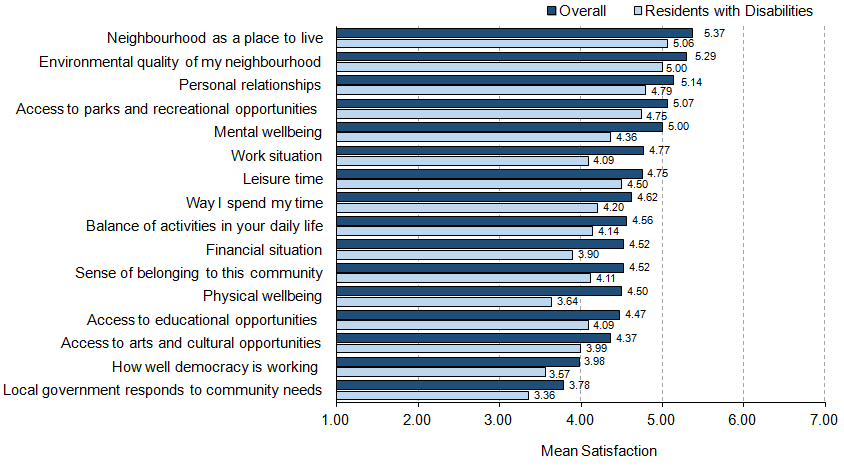 Overall Residents with Disabilities
Neighbourhood as a place to live 5.37
5.06
Environmental quality of my neighbourhood 5.29
5.00
Personal relationships 5.14
4.79
Access to parks and recreational opportunities 5.07
4.75
Mental wellbeing 5.00
4.36
Work situation 4.77
4.09
Leisure time 4.75
4.50
Way I spend my time 4.62
4.20
Balance of activities in your daily life 4.56
4.14
Financial situation 4.52
3.90
Sense of belonging to this community 4.52
4.11
Physical wellbeing 4.50
3.64
Access to educational opportunities 4.47
4.09
Access to arts and cultural opportunities 4.37
3.99
How well democracy is working 3.98
3.57
Local government responds to community needs 3.78
3.36
1.00 2.00 3.00 4.00 5.00 6.00 7.00
Mean Satisfaction